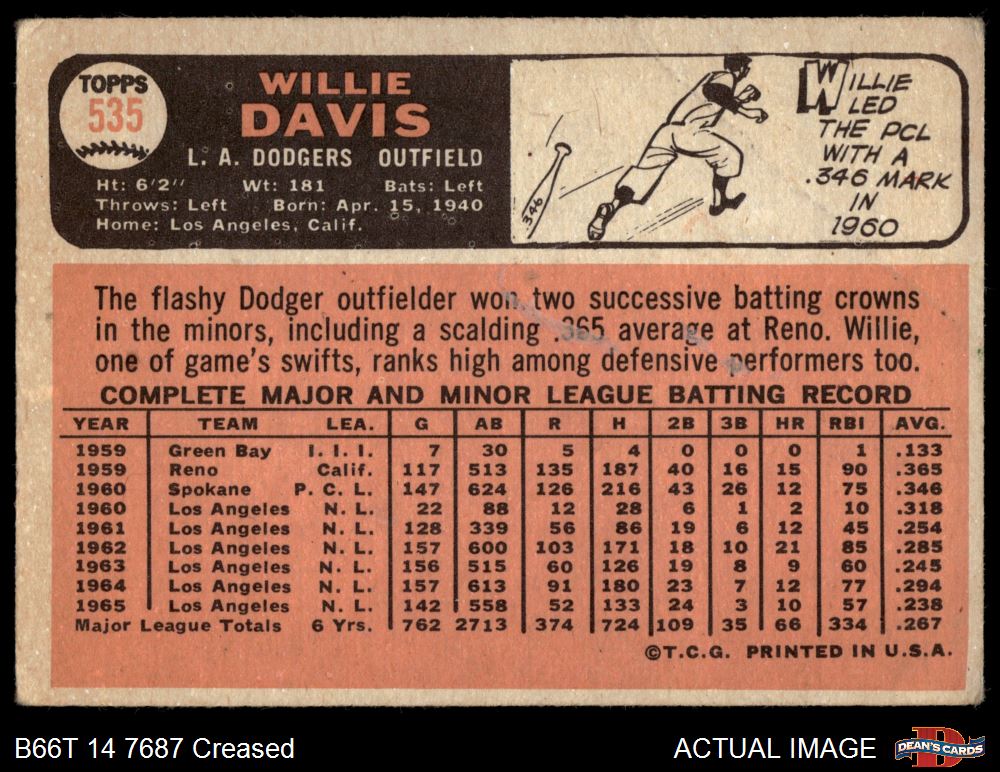 TOPPS
535
WILLIE
DAVIS
L. A. DODGERS OUTFIELD
Ht: 6'2" Wt: 181 Bats: Left
Throws: Left Born: Apr. 15, 1940
Home: Los Angeles, Calif.
346
WILLIE
LED
THE PCL
WITH A
.346 MARK
IN
1960
The flashy Dodger outfielder won two successive batting crowns
in the minors, including a scalding .365 average at Reno. Willie,
one of game's swifts, ranks high among defensive performers too.
COMPLETE MAJOR AND MINOR LEAGUE BATTING RECORD
YEAR TEAM LEA. G AB R H 2B 3B HR RBI AVG.
1959 Green Bay I. I. I. 7 30 5 4 0 0 0 1 .133
1959 Reno Calif. 117 513 135 187 40 16 15 90 .365
1960 Spokane P. C. L. 147 624 126 216 43 26 12 75 .346
1960 Los Angeles N. L. 22 88 12 28 6 1 2 10 .318
1961 Los Angeles N. L. 128 339 56 86 19 6 12 45 .254
1962 Los Angeles N. L. 157 600 103 171 18 10 21 85 .285
1963 Los Angeles N. L. 156 515 60 126 19 8 9 60 .245
1964 Los Angeles N. L. 157 613 91 180 23 7 12 77 .294
1965 Los Angeles N. L. 142 558 52 133 24 3 10 57 .238
Major League Totals 6 Yrs. 762 2713 374 724 109 35 66 334 .267
©T.C.G. PRINTED IN U.S.A.
B66T 14 7687 Creased
ACTUAL IMAGE
DEAN'S CARDS